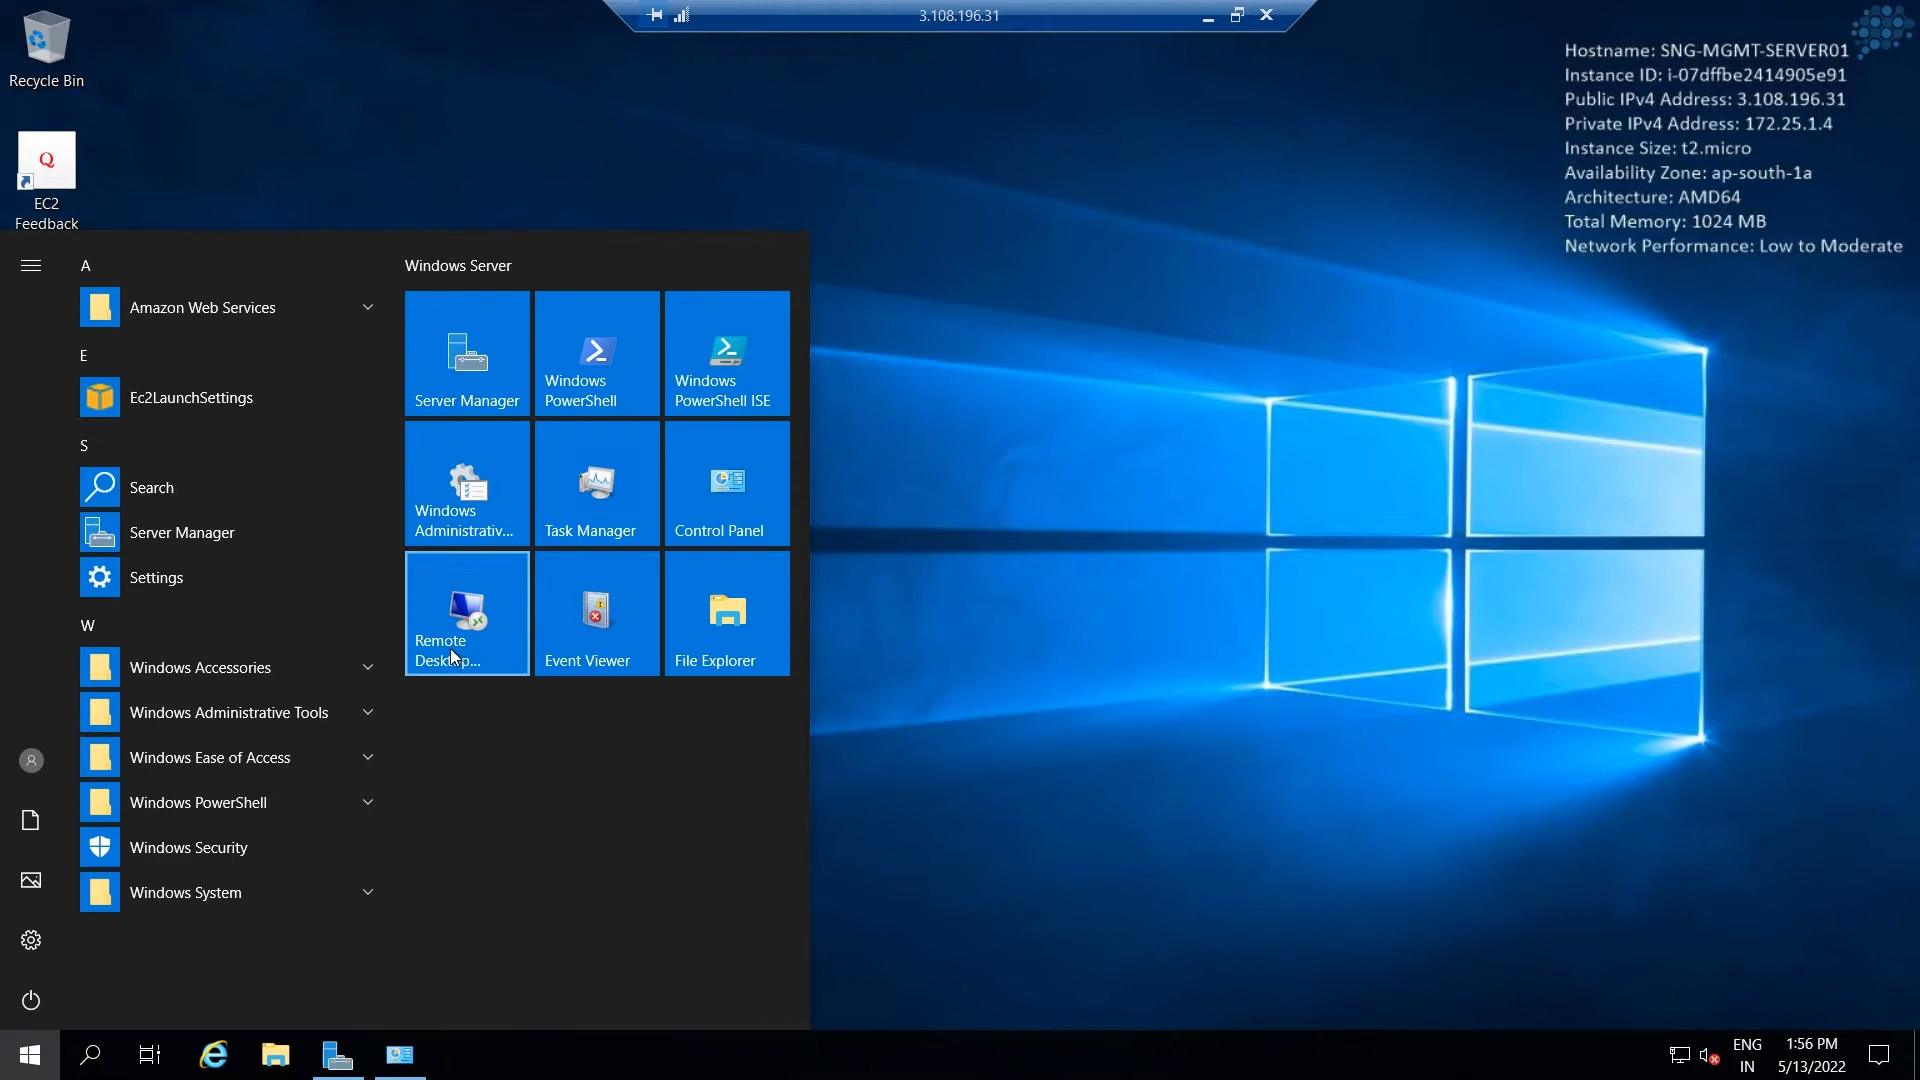 3.108.196.31
Recycle Bin
Q
EC2
Feedback
Hostname: SNG-MGMT-SERVER01
Instance ID: i-07dffbe2414905e91
Public IPv4 Address: 3.108.196.31
Private IPv4 Address: 172.25.1.4
Instance Size: t2.micro
Availability Zone: ap-south-1a
Architecture: AMD64
Total Memory: 1024 MB
Network Performance: Low to Moderate
A
Amazon Web Services
E
Ec2LaunchSettings
S
Search
Server Manager
Settings
W
Windows Accessories
Windows Administrative Tools
Windows Ease of Access
Windows PowerShell
Windows Security
Windows System
Windows Server
Server Manager
Windows
PowerShell
Windows
PowerShell ISE
Windows
Administrativ...
Task Manager
Control Panel
Remote
Desktop...
Event Viewer
File Explorer
ENG
IN
1:56 PM
5/13/2022